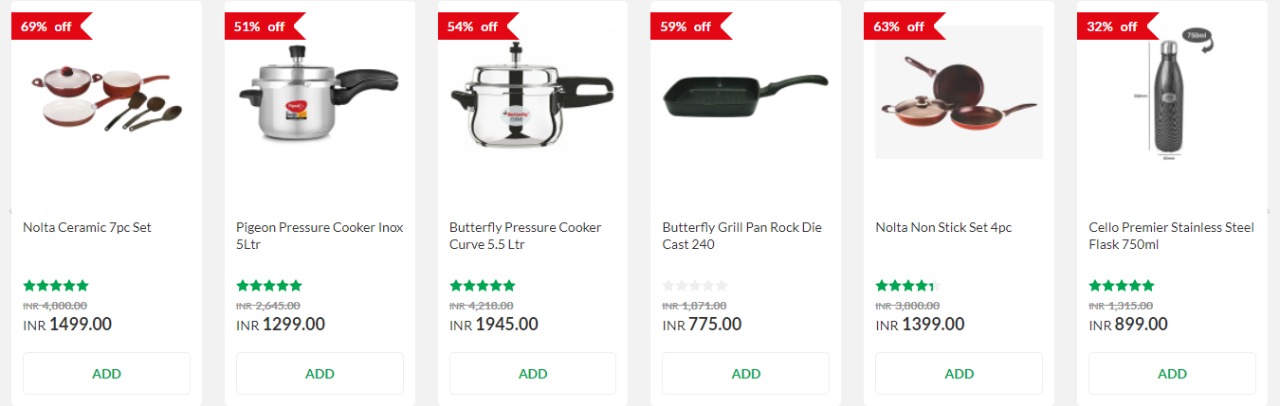 69% off
Nolta Ceramic 7pc Set
INR 4,800.00
INR 1499.00
ADD
51% off
Pigeon
Pigeon Pressure Cooker Inox
5Ltr
INR 2,645.00
INR 1299.00
ADD
54% off
Butterfly
Butterfly Pressure Cooker
Curve 5.5 Ltr
INR 4,210.00
INR 1945.00
ADD
59% off
Butterfly Grill Pan Rock Die
Cast 240
INR 1,871.00
INR 775.00
ADD
63% off
Nolta Non Stick Set 4pc
INR 3,800.00
INR 1399.00
ADD
32% off
750ml
Cello Premier Stainless Steel
Flask 750ml
INR 1,315.00
INR 899.00
ADD